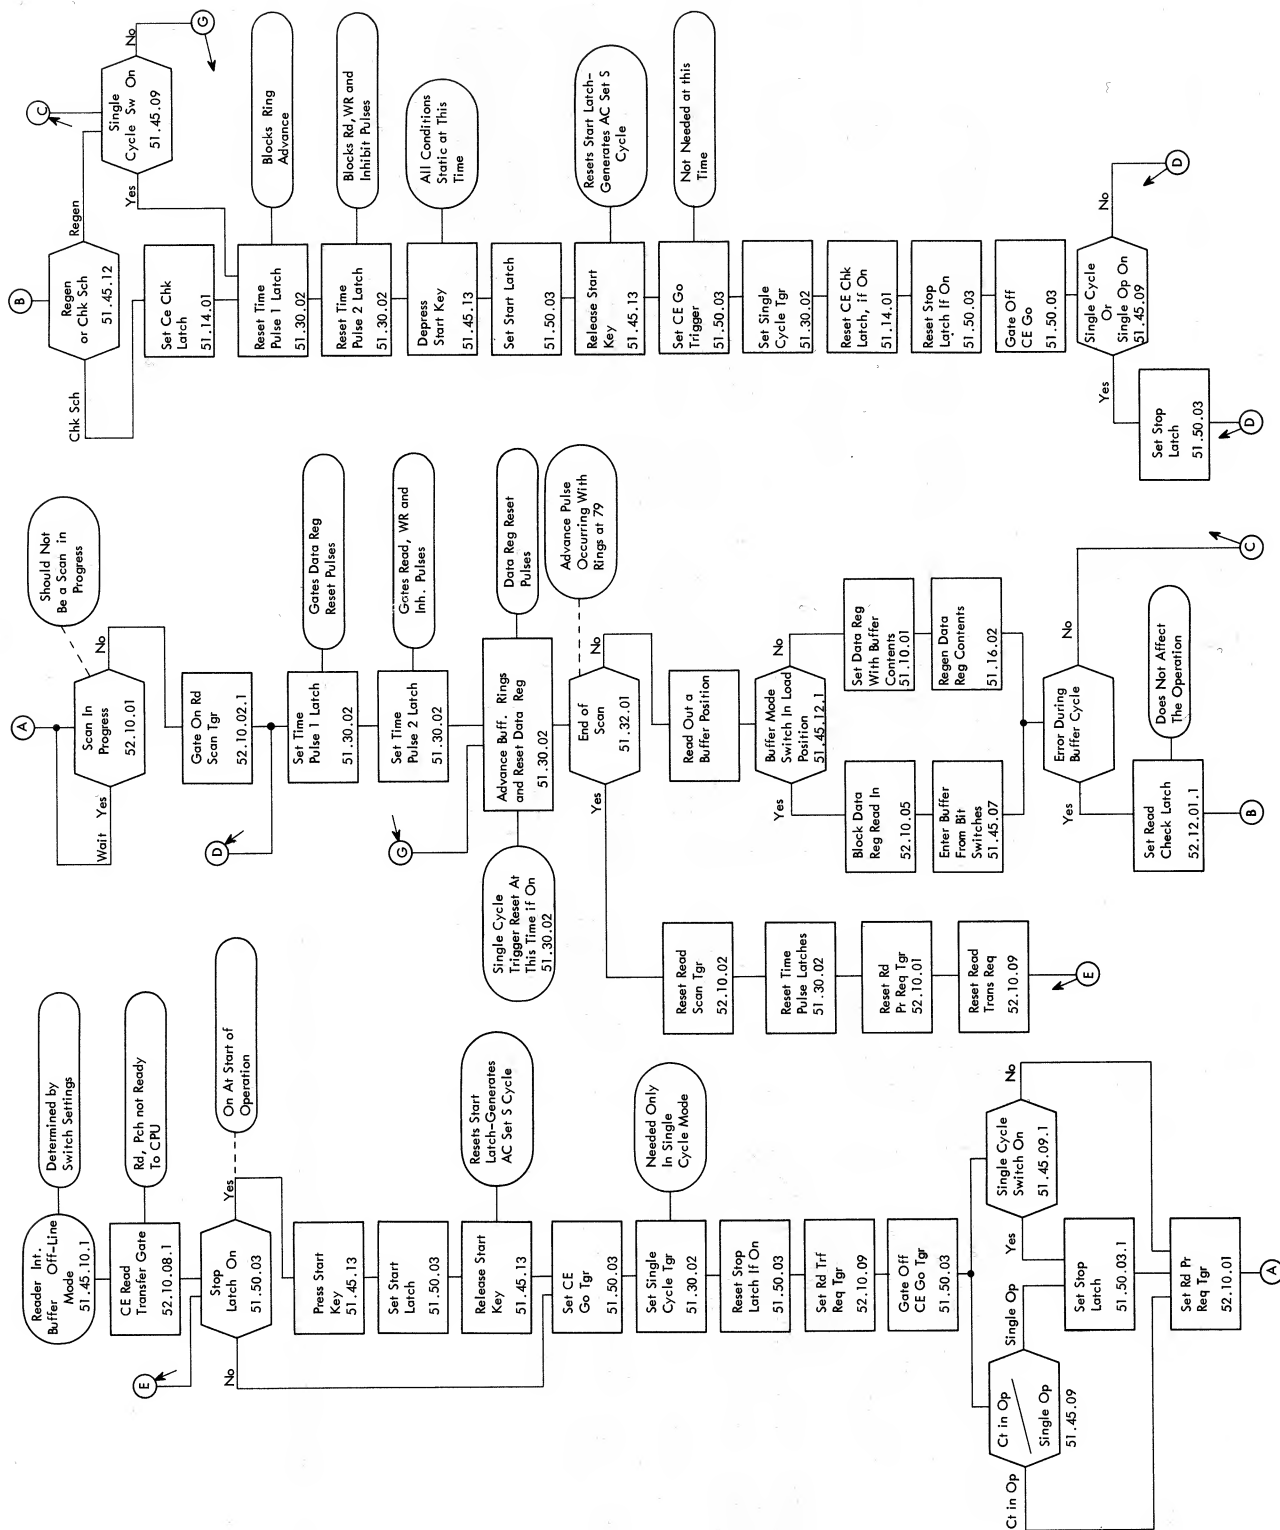 Reader Int.
Buffer Off-Line
Mode
51.45.10.1
Determined by
Switch Settings
CE Read
Transfer Gate
52.10.08.1
Rd, Pch not Ready
To CPU
E
Stop
Latch On
51.50.03
Yes
No
On At Start of
Operation
Press Start
Key
51.45.13
Set Start
Latch
51.50.03
Release Start
Key
51.45.13
Resets Start
Latch-Generates
AC Set S Cycle
Set CE
Go Tgr
51.50.03
Set Single
Cycle Tgr
51.30.02
Needed Only
In Single
Cycle Mode
Reset Stop
Latch If On
51.50.03
Set Rd Trf
Req Tgr
52.10.09
Gate Off
CE Go Tgr
51.50.03
Ct in Op
Single Op
51.45.09
Ct in Op
Single Op
Single Cycle
Switch On
51.45.09.1
Yes
No
Set Stop
Latch
51.50.03.1
Set Rd Pr
Req Tgr
52.10.01
A
A
Scan In
Progress
52.10.01
Wait Yes
No
Should Not
Be a Scan in
Progress
Gate On Rd
Scan Tgr
52.10.02.1
D
Set Time
Pulse 1 Latch
51.30.02
Gates Data Reg
Reset Pulses
Set Time
Pulse 2 Latch
51.30.02
Gates Read, WR and
Inh. Pulses
G
Advance Buff. Rings
and Reset Data Reg
51.30.02
Data Reg Reset
Pulses
Single Cycle
Trigger Reset At
This Time if On
51.30.02
End of
Scan
51.32.01
Yes
No
Advance Pulse
Occurring With
Rings at 79
Reset Read
Scan Tgr
52.10.02
Reset Time
Pulse Latches
51.30.02
Reset Rd
Pr Req Tgr
52.10.01
Reset Read
Trans Req
52.10.09
E
Read Out a
Buffer Position
Buffer Mode
Switch In Load
Position
51.45.12.1
Yes
No
Block Data
Reg Read In
52.10.05
Enter Buffer
From Bit
Switches
51.45.07
Set Data Reg
With Buffer
Contents
51.10.01
Regen Data
Reg Contents
51.16.02
Error During
Buffer Cycle
Yes
No
Set Read
Check Latch
52.12.01.1
Does Not Affect
The Operation
B
C
B
Regen
or Chk Sch
51.45.12
Chk Sch
Regen
C
Single
Cycle Sw On
51.45.09
Yes
No
G
Set Ce Chk
Latch
51.14.01
Reset Time
Pulse 1 Latch
51.30.02
Blocks Ring
Advance
Reset Time
Pulse 2 Latch
51.30.02
Blocks Rd, WR and
Inhibit Pulses
Depress
Start Key
51.45.13
All Conditions
Static at This
Time
Set Start Latch
51.50.03
Release Start
Key
51.45.13
Resets Start Latch-
Generates AC Set S
Cycle
Set CE Go
Trigger
51.50.03
Not Needed at this
Time
Set Single
Cycle Tgr
51.30.02
Reset CE Chk
Latch, if On
51.14.01
Reset Stop
Latch If On
51.50.03
Gate Off
CE Go
51.50.03
Single Cycle
Or
Single Op On
51.45.09
Yes
No
Set Stop
Latch
51.50.03
D
D